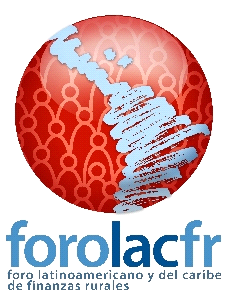 forolacfr
foro latinoamericano y del caribe
de finanzas rurales